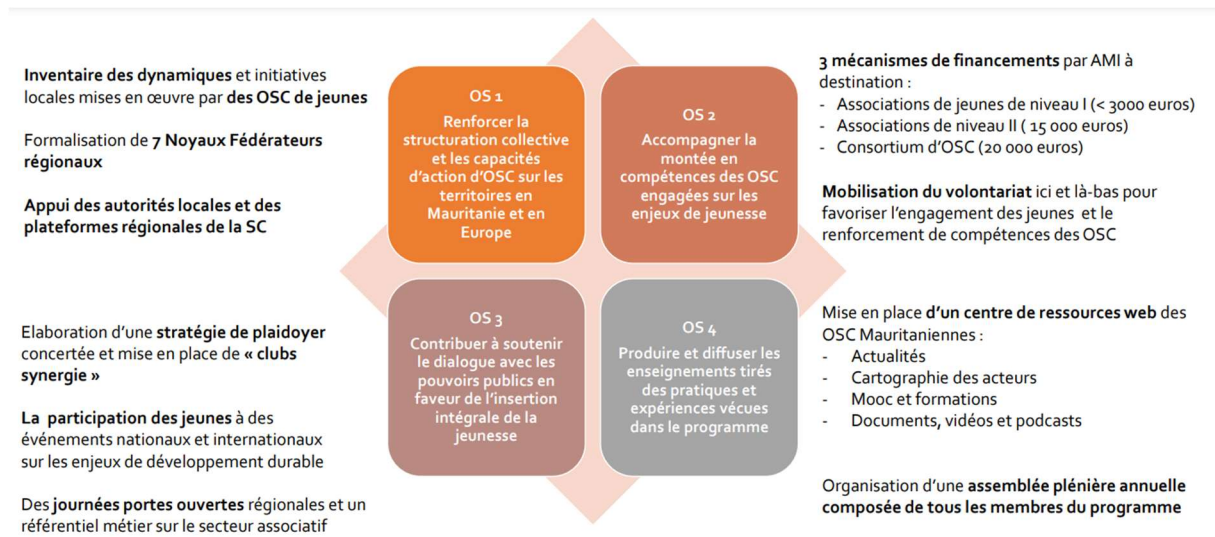 Inventaire des dynamiques et initiatives
locales mises en œuvre par des OSC de jeunes
Formalisation de 7 Noyaux Fédérateurs
régionaux
Appui des autorités locales et des
plateformes régionales de la SC
OS 1
Renforcer la
structuration collective
et les capacités
d'action d'OSC sur les
territoires en
Mauritanie et en
Europe
OS 2
Accompagner la
montée en
compétences des OSC
engagées sur les
enjeux de jeunesse
3 mécanismes de financements par AMI à
destination :
- Associations de jeunes de niveau I (< 3000 euros)
- Associations de niveau II ( 15 000 euros)
- Consortium d'OSC (20 000 euros)
Mobilisation du volontariat ici et là-bas pour
favoriser l'engagement des jeunes et le
renforcement de compétences des OSC
Elaboration d'une stratégie de plaidoyer
concertée et mise en place de « clubs
synergie »
La participation des jeunes à des
événements nationaux et internationaux
sur les enjeux de développement durable
Des journées portes ouvertes régionales et un
référentiel métier sur le secteur associatif
OS 3
Contribuer à soutenir
le dialogue avec les
pouvoirs publics en
faveur de l'insertion
intégrale de la
jeunesse
OS 4
Produire et diffuser les
enseignements tirés
des pratiques et
expériences vécues
dans le programme
Mise en place d'un centre de ressources web des
OSC Mauritaniennes :
- Actualités
- Cartographie des acteurs
- Mooc et formations
- Documents, vidéos et podcasts
Organisation d'une assemblée plénière annuelle
composée de tous les membres du programme